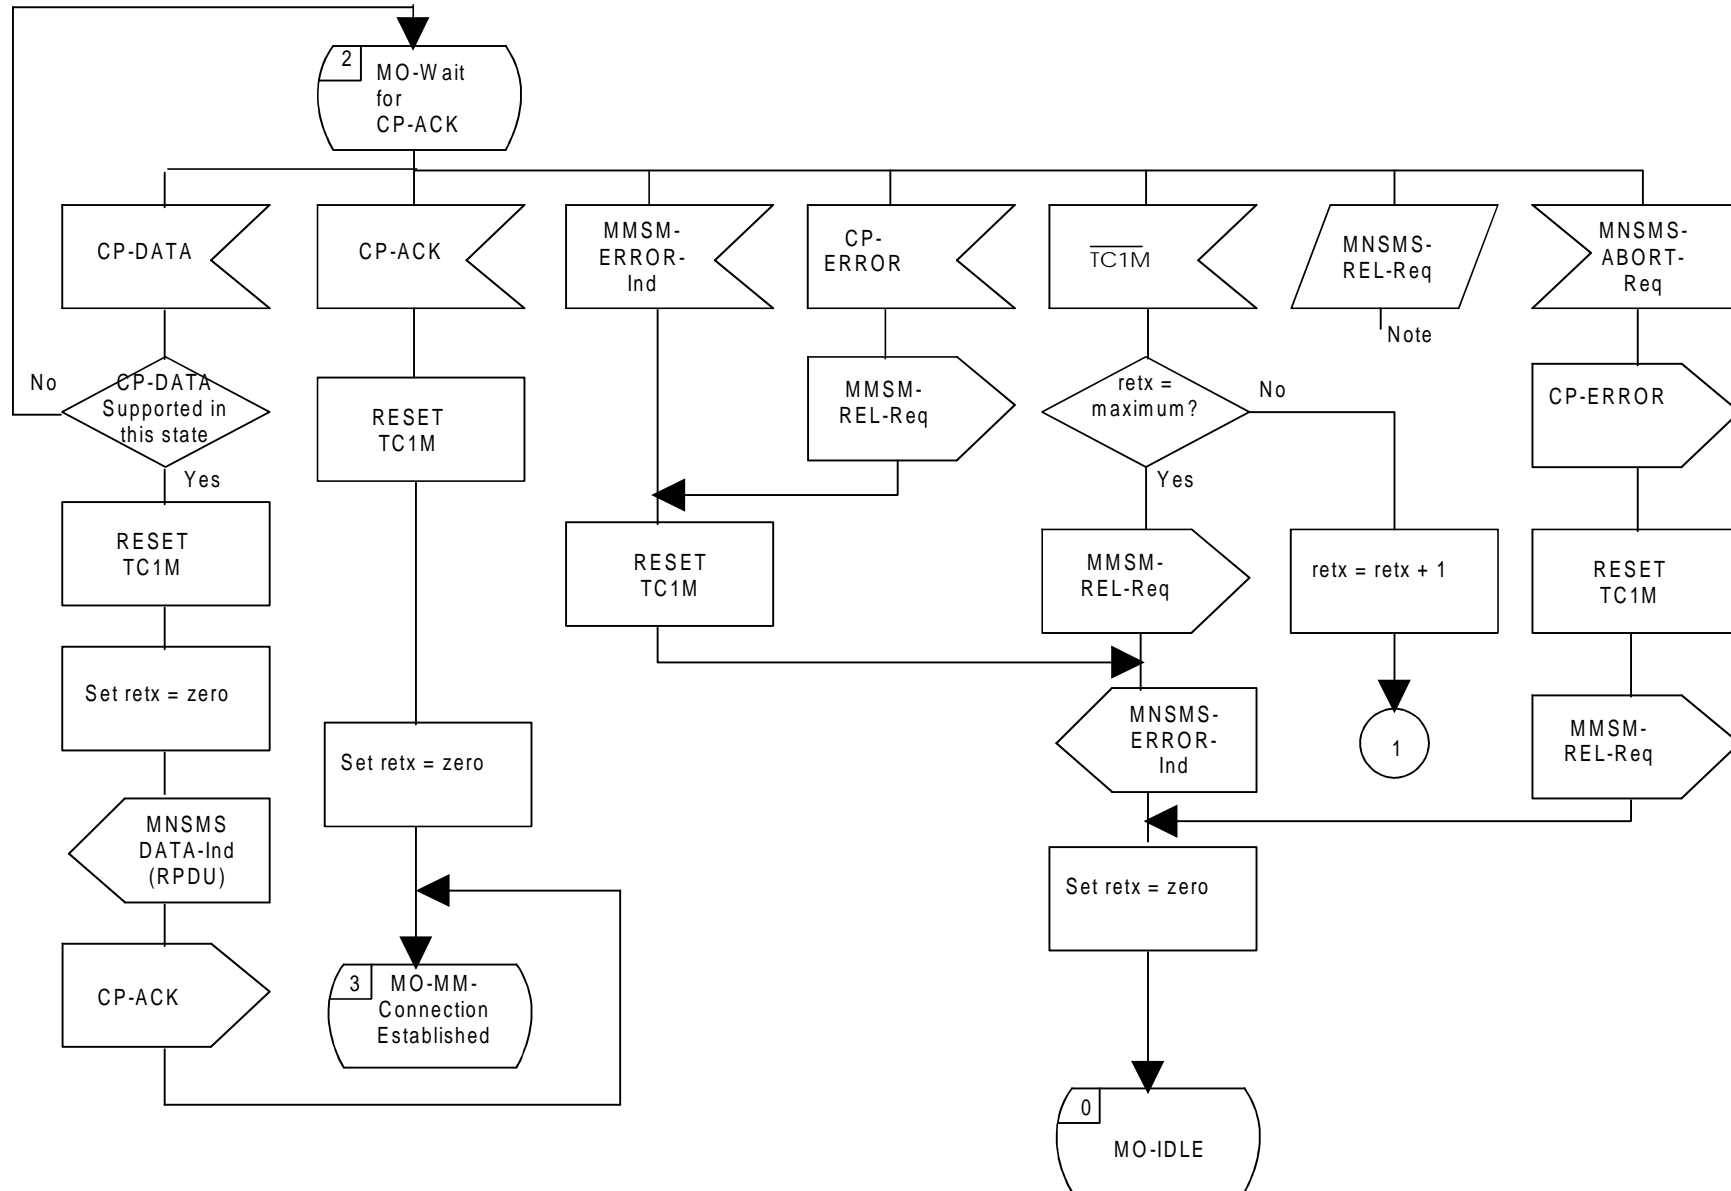 2
MO-Wait
for
CP-ACK
CP-DATA
CP-ACK
MMSM-
ERROR-
Ind
CP-
ERROR
TC1M
MNSMS-
REL-Req
Note
MNSMS-
ABORT-
Req
No
CP-DATA
Supported in
this state
Yes
RESET
TC1M
MMSM-
REL-Req
retx =
maximum?
No
Yes
CP-ERROR
RESET
TC1M
RESET
TC1M
MMSM-
REL-Req
retx = retx + 1
RESET
TC1M
Set retx = zero
Set retx = zero
MNSMS-
ERROR-
Ind
1
MMSM-
REL-Req
MNSMS
DATA-Ind
(RPDU)
Set retx = zero
CP-ACK
3
MO-MM-
Connection
Established
0
MO-IDLE